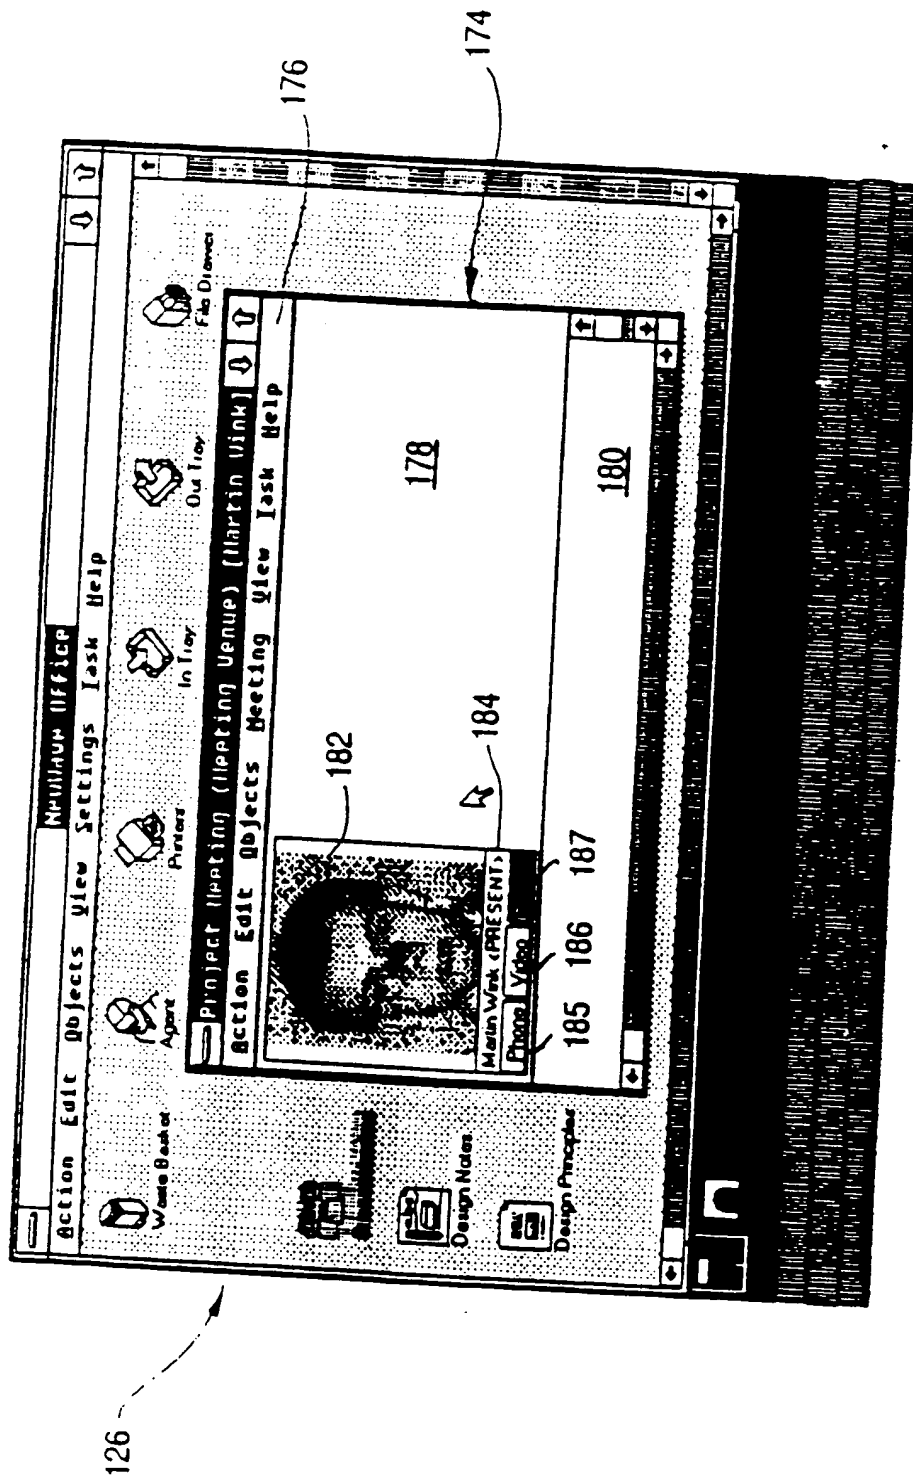 126
NewWave Office
Action Edit Objects View Settings Task Help
Waste Basket
Agent
Printers
In Tray
Out Tray
File Drawer
Design Notes
Design Principles
Project Meeting (Meeting Venue) [Martin Wink]
Action Edit Objects Meeting View Task Help
176
174
182
178
184
Martin Wink <PRESENT>
Phone Video
185 186 187
180